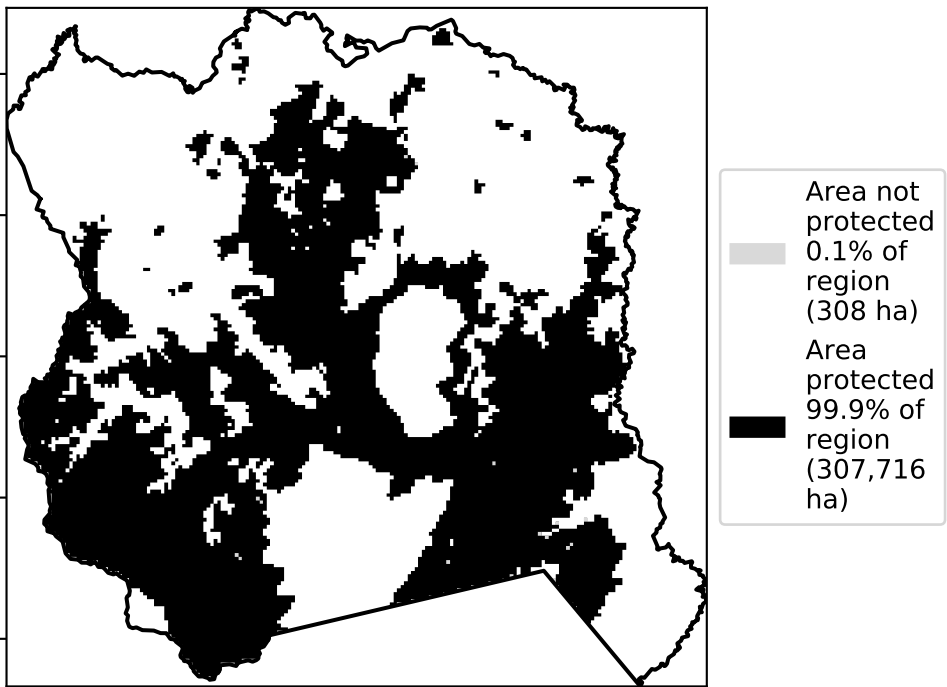 Area not
protected
0.1% of
region
(308 ha)
Area
protected
99.9% of
region
(307,716
ha)